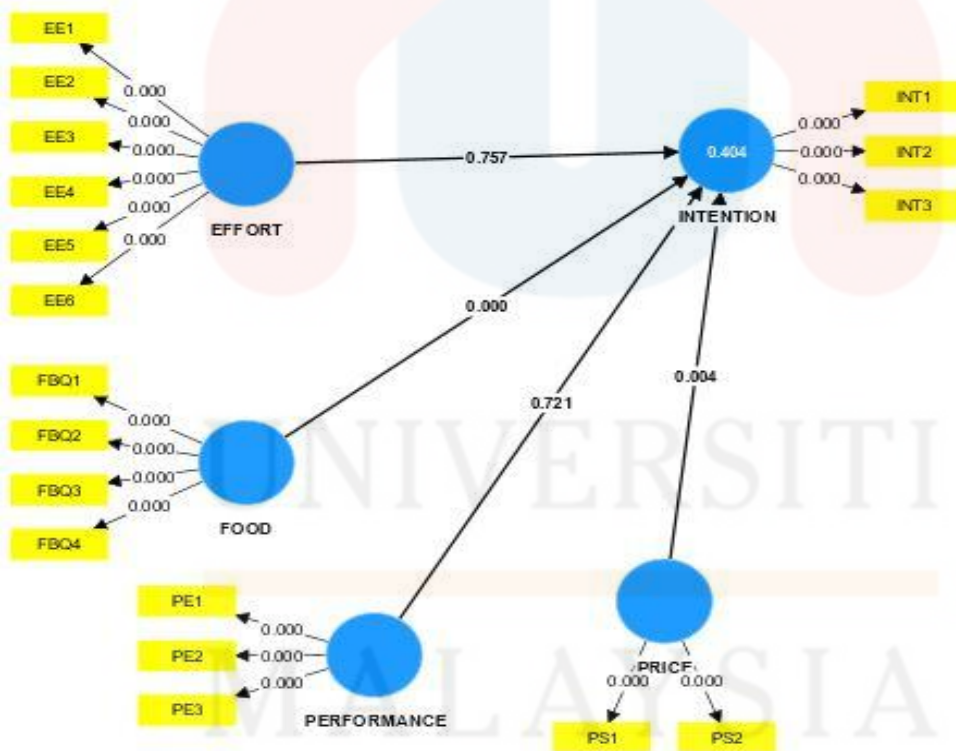 EE1
0.000
EE2
0.000
EE3
0.000
EE4
0.000
EE5
0.000
EE6
0.000
EFFORT
0.757
0.404
INTENTION
0.000
INT1
0.000
INT2
0.000
INT3
0.000
FBQ1
0.000
FBQ2
0.000
FBQ3
0.000
FBQ4
0.000
FOOD
0.721
0.004
UNIVERSITI
PE1
0.000
PE2
0.000
PE3
0.000
PERFORMANCE
PRICE
0.000
0.000
PS1
PS2
MALAYSIA